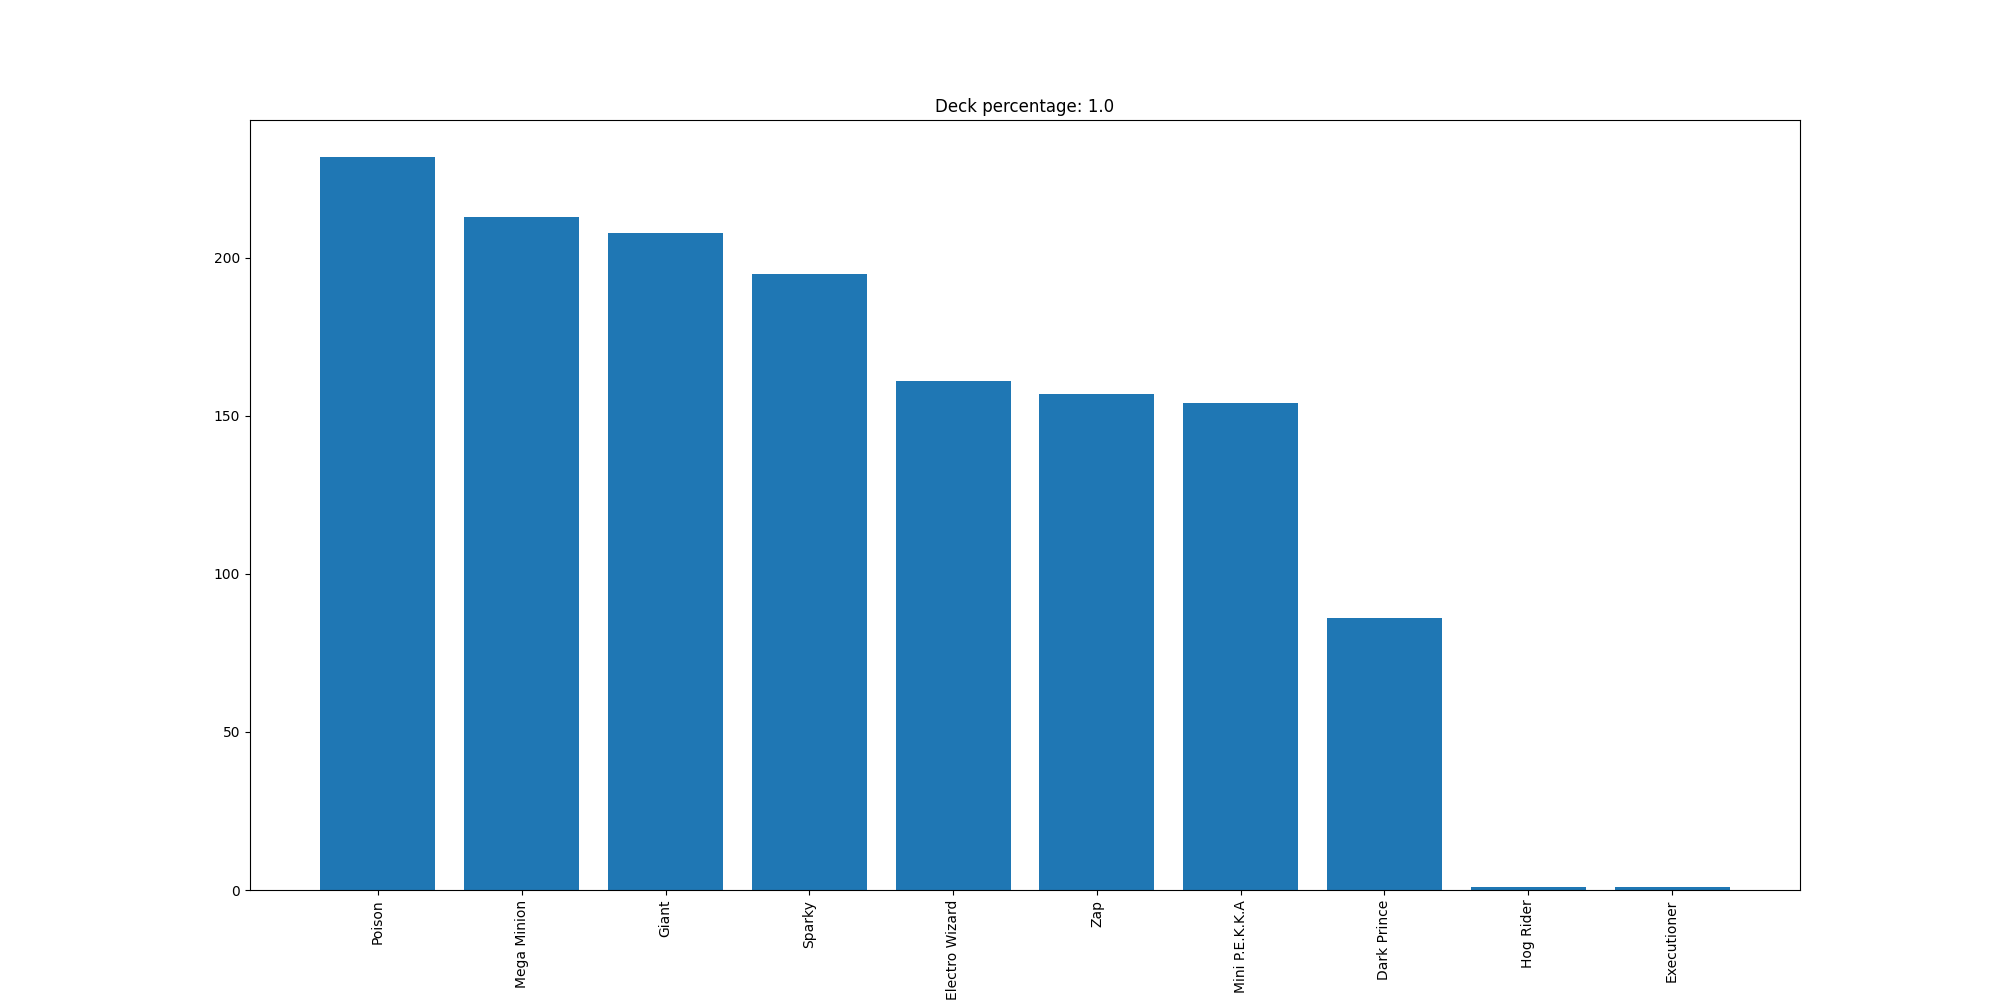 Deck percentage: 1.0
200
150
100
50
0
Poison
Mega Minion
Giant
Sparky
Electro Wizard
Zap
Mini P.E.K.K.A
Dark Prince
Hog Rider
Executioner